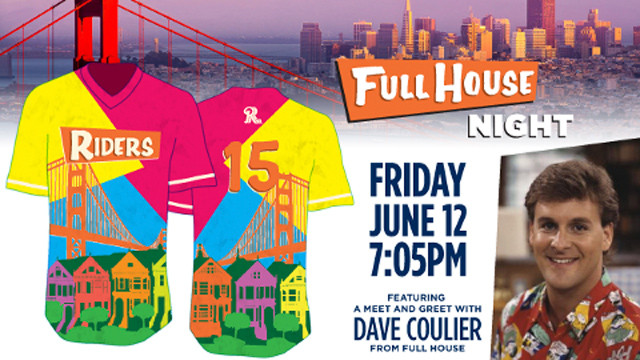 RIDERS
R
15
FULL HOUSE
NIGHT
FRIDAY
JUNE 12
7:05PM
FEATURING
A MEET AND GREET WITH
DAVE COULIER
FROM FULL HOUSE